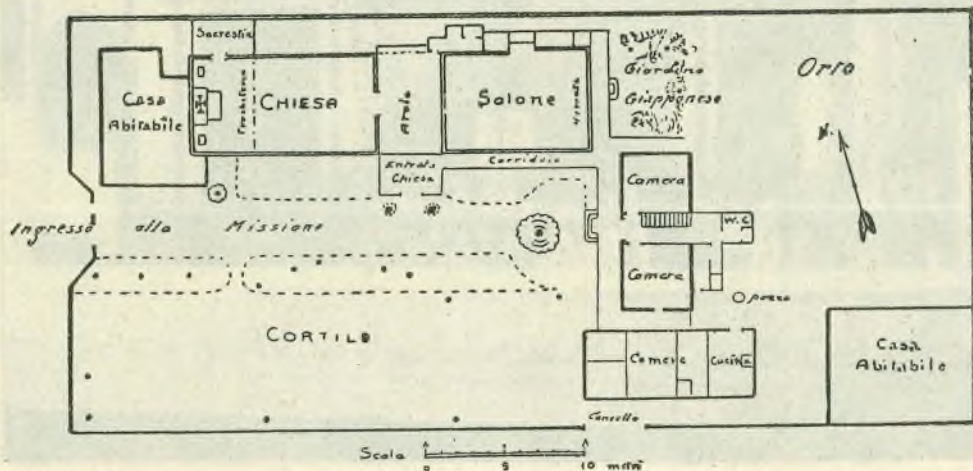 Sacrestia
Casa
Abitabile
Presbiterio
CHIESA
Atrio
Salone
Veranda
Giardino
Giapponese
Orto
N.
Entrata
Chiesa
Corridoio
Camera
W.C
Ingresso alla Missione
Camera
O pozzo
CORTILE
Camera
Cucina
Casa
Abitabile
Cancello
Scala
0 5 10 metri